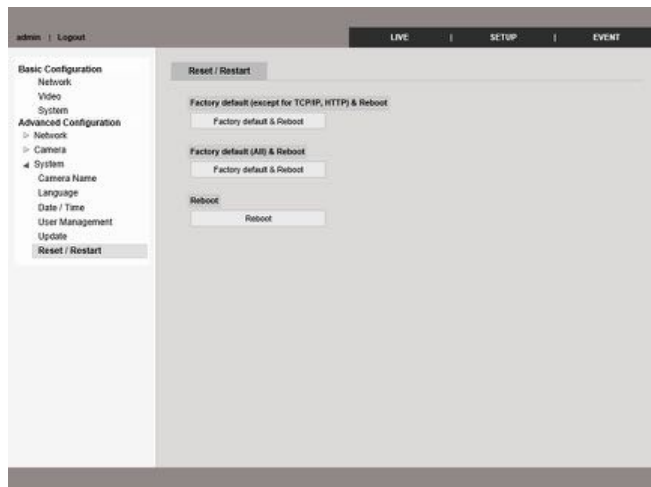 admin | Logout
LIVE | SETUP | EVENT
Basic Configuration
Network
Video
System
Advanced Configuration
Network
Camera
System
Camera Name
Language
Date / Time
User Management
Update
Reset / Restart
Reset / Restart
Factory default (except for TCP/IP, HTTP) & Reboot
Factory default & Reboot
Factory default (All) & Reboot
Factory default & Reboot
Reboot
Reboot